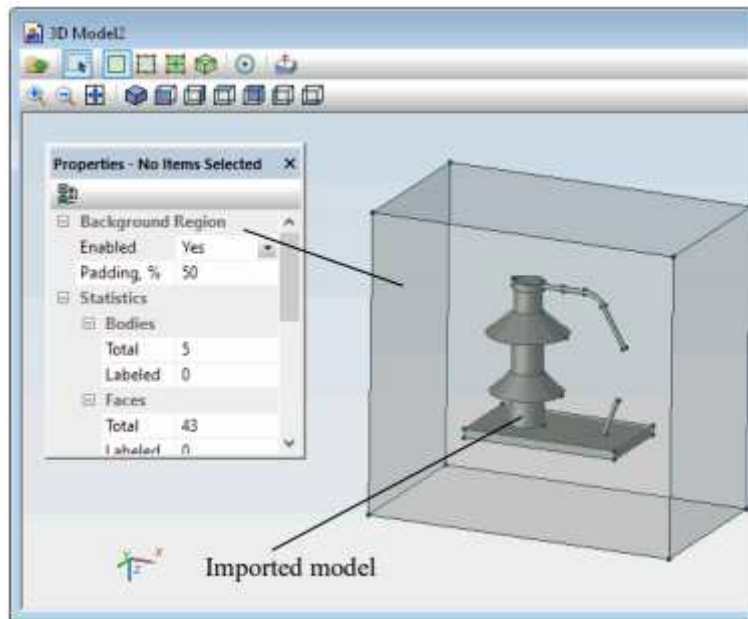 3D Model2
Properties - No Items Selected
Background Region
Enabled Yes
Padding, % 50
Statistics
Bodies
Total 5
Labeled 0
Faces
Total 43
Labeled 0
Imported model